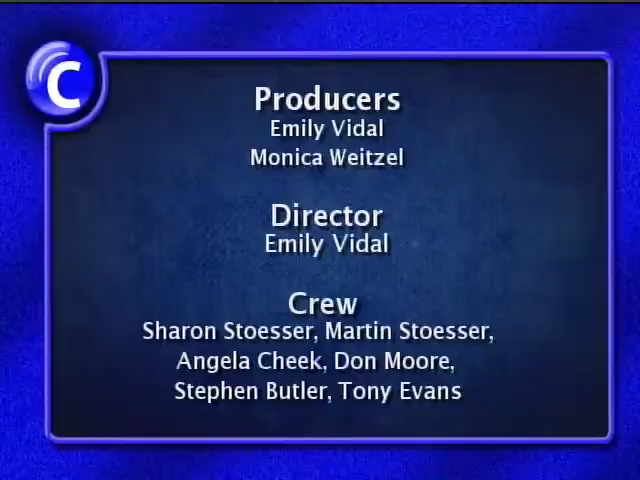 C
Producers
Emily Vidal
Monica Weitzel
Director
Emily Vidal
Crew
Sharon Stoesser, Martin Stoesser,
Angela Cheek, Don Moore,
Stephen Butler, Tony Evans